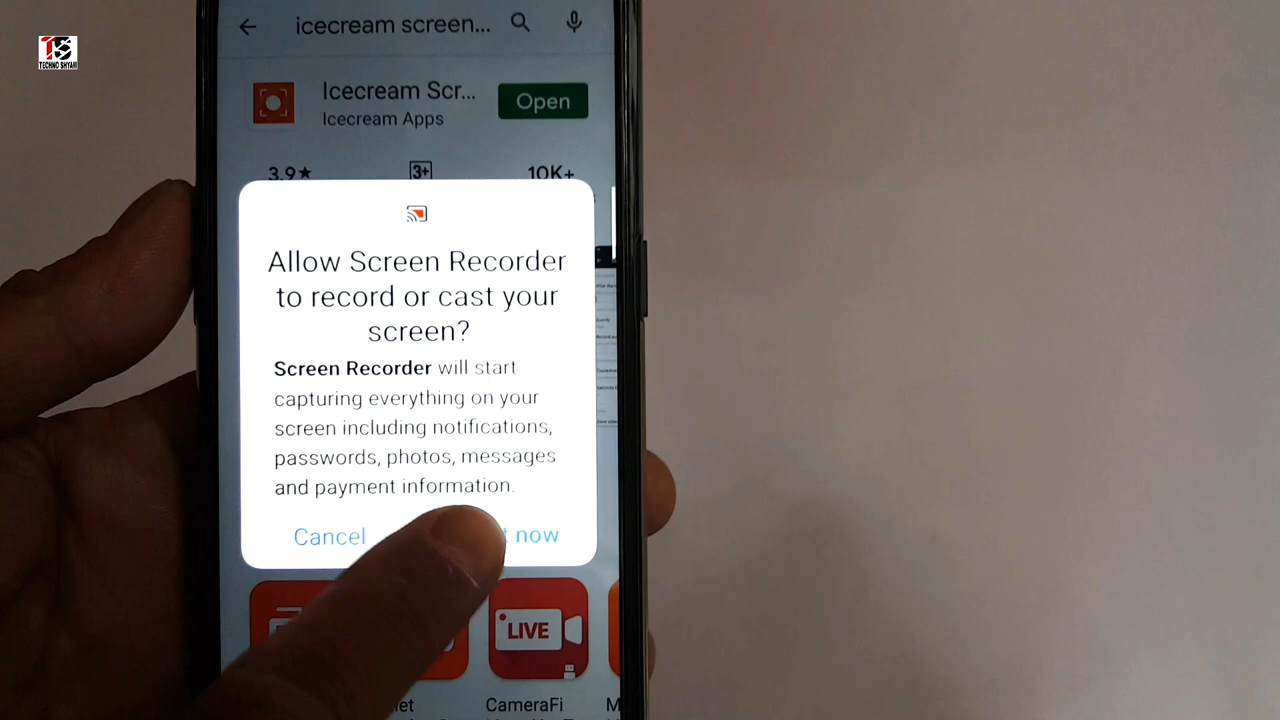 icecream screen...
TECHNO SHYAM
Icecream Scr...
Open
Icecream Apps
3.9★
3+
10K+
Allow Screen Recorder
to record or cast your
screen?
Screen Recorder will start
capturing everything on your
screen including notifications,
passwords, photos, messages
and payment information.
Cancel
now
LIVE
CameraFi